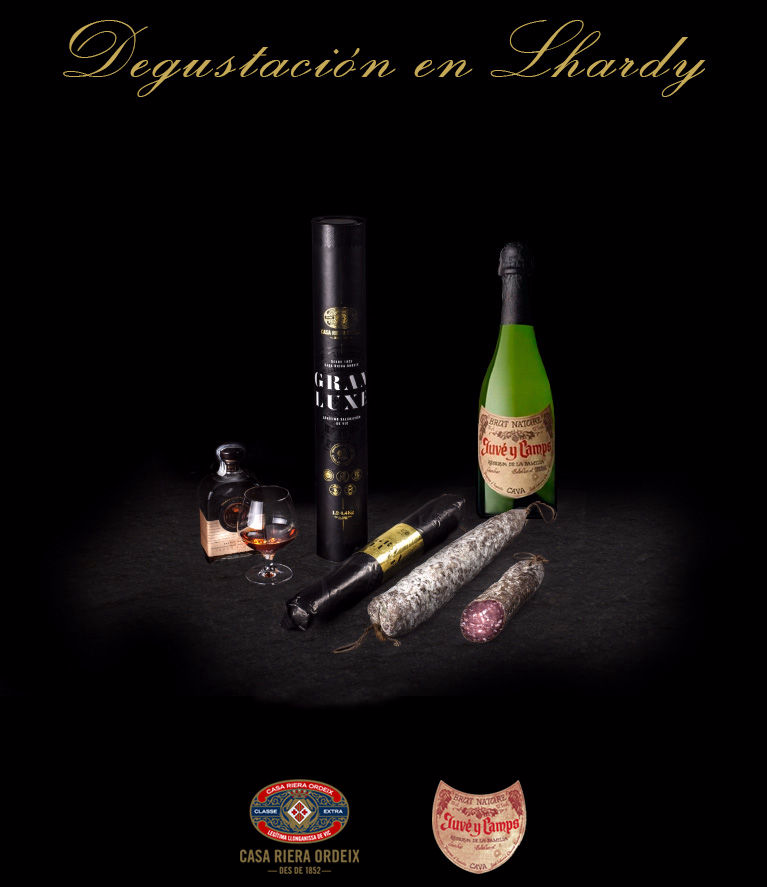 Degustación en Lhardy
CASA RIERA ORDEIX
GRAN
LUXE
DE VIC
BRUT NATURE
Juvé y Camps
RESERVA DE LA FAMILIA
CAVA
CASA RIERA ORDEIX
CLASSE
EXTRA
LEGÍTIMA LLONGANISSA DE VIC
CASA RIERA ORDEIX
DES DE 1852
BRUT NATURE
Juvé y Camps
RESERVA DE LA FAMILIA
CAVA